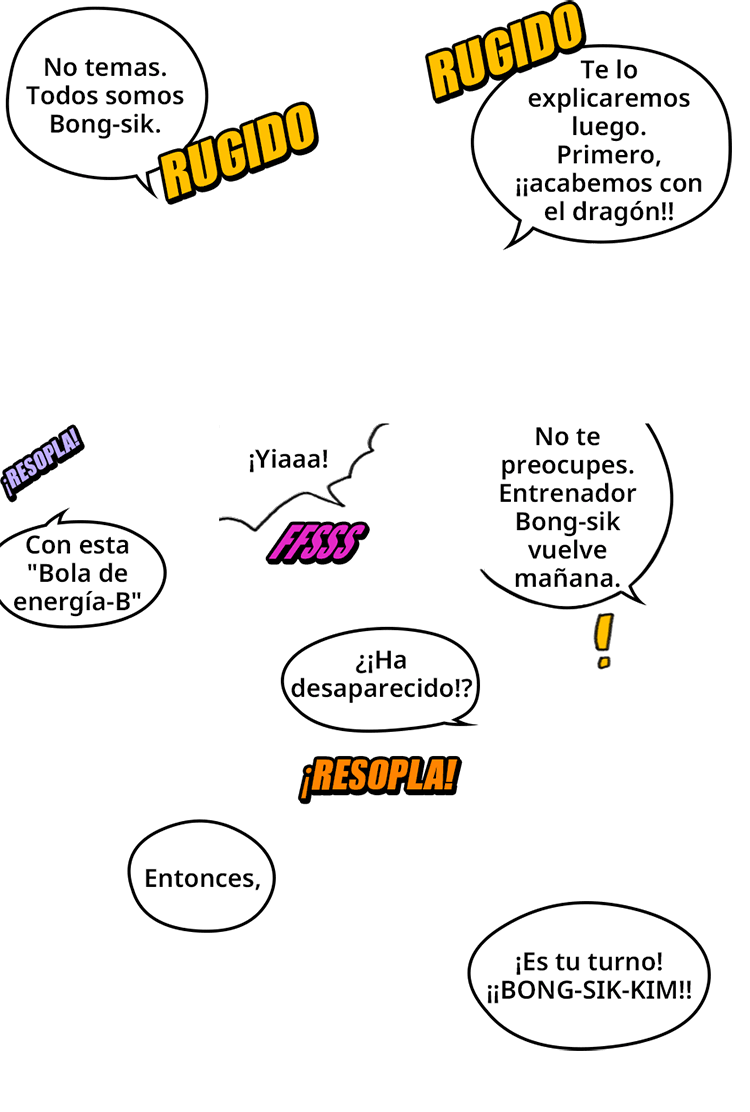 No temas.
Todos somos
Bong-sik.
RUGIDO
RUGIDO
Te lo
explicaremos
luego.
Primero,
¡¡acabemos con
el dragón!!
¡RESOPLA!
Con esta
"Bola de
energía-B"
¡Yiaaa!
FFSSS
No te
preocupes.
Entrenador
Bong-sik
vuelve
mañana.
!
¿¡Ha
desaparecido!?
¡RESOPLA!
Entonces,
¡Es tu turno!
¡¡BONG-SIK-KIM!!